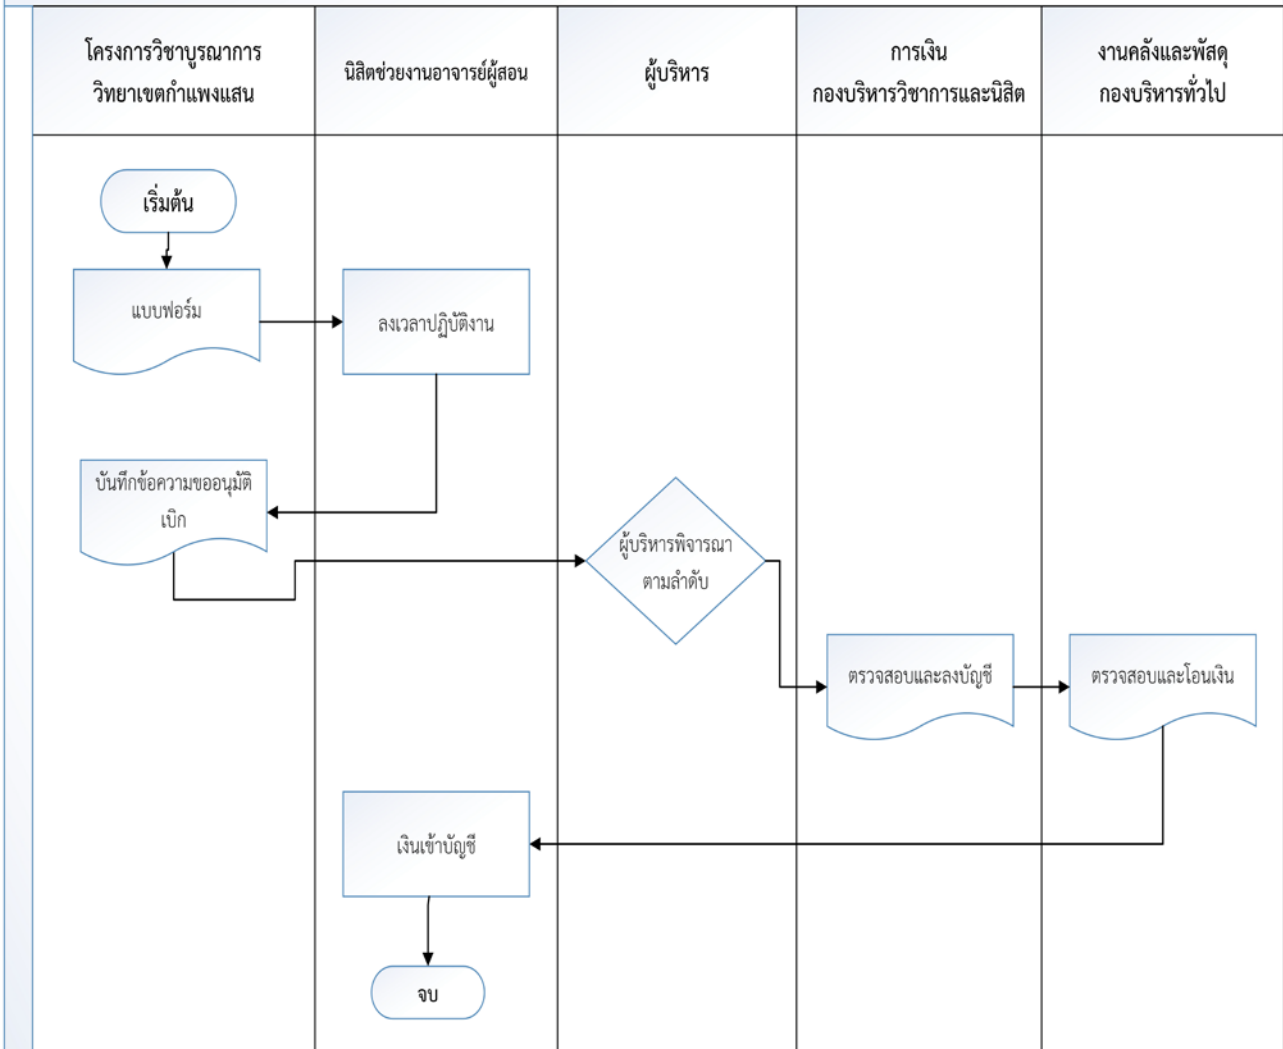 โครงการวิชาบูรณาการ
วิทยาเขตกำแพงแสน
นิสิตช่วยงานอาจารย์ผู้สอน
ผู้บริหาร
การเงิน
กองบริหารวิชาการและนิสิต
งานคลังและพัสดุ
กองบริหารทั่วไป
เริ่มต้น
แบบฟอร์ม
ลงเวลาปฏิบัติงาน
บันทึกข้อความขออนุมัติ
เบิก
ผู้บริหารพิจารณา
ตามลำดับ
ตรวจสอบและลงบัญชี
ตรวจสอบและโอนเงิน
เงินเข้าบัญชี
จบ